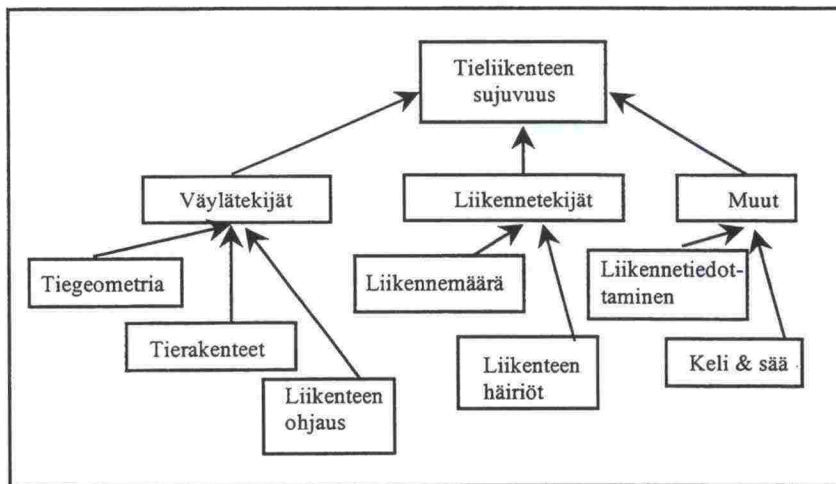 Tieliikenteen
sujuvuus
Väylätekijät
Liikennetekijät
Muut
Tiegeometria
Liikennemäärä
Liikennetiedot-
taminen
Tierakenteet
Liikenteen
häiriöt
Keli & sää
Liikenteen
ohjaus